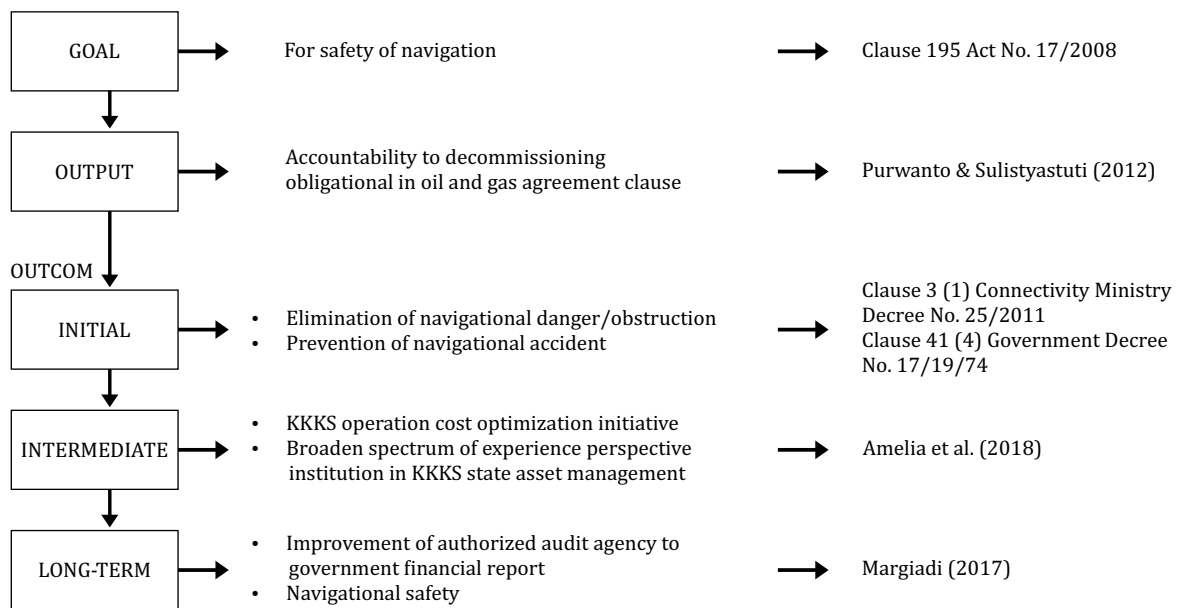 GOAL
For safety of navigation
Clause 195 Act No. 17/2008
OUTPUT
Accountability to decommissioning
obligational in oil and gas agreement clause
Purwanto & Sulistyastuti (2012)
OUTCOM
INITIAL
• Elimination of navigational danger/obstruction
• Prevention of navigational accident
Clause 3 (1) Connectivity Ministry
Decree No. 25/2011
Clause 41 (4) Government Decree
No. 17/19/74
INTERMEDIATE
• KKKS operation cost optimization initiative
• Broaden spectrum of experience perspective
institution in KKKS state asset management
Amelia et al. (2018)
LONG-TERM
• Improvement of authorized audit agency to
government financial report
• Navigational safety
Margiadi (2017)